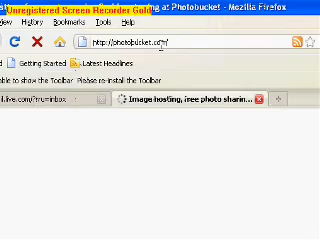 at Photobucket - Mozilla Firefox
Unregistered Screen Recorder Gold
History Bookmarks Tools Help
http://photobucket.com/
Getting Started Latest Headlines
able to show the Toolbar Please re-install the Toolbar
il.live.com/?rru=inbox Image hosting, free photo sharin...